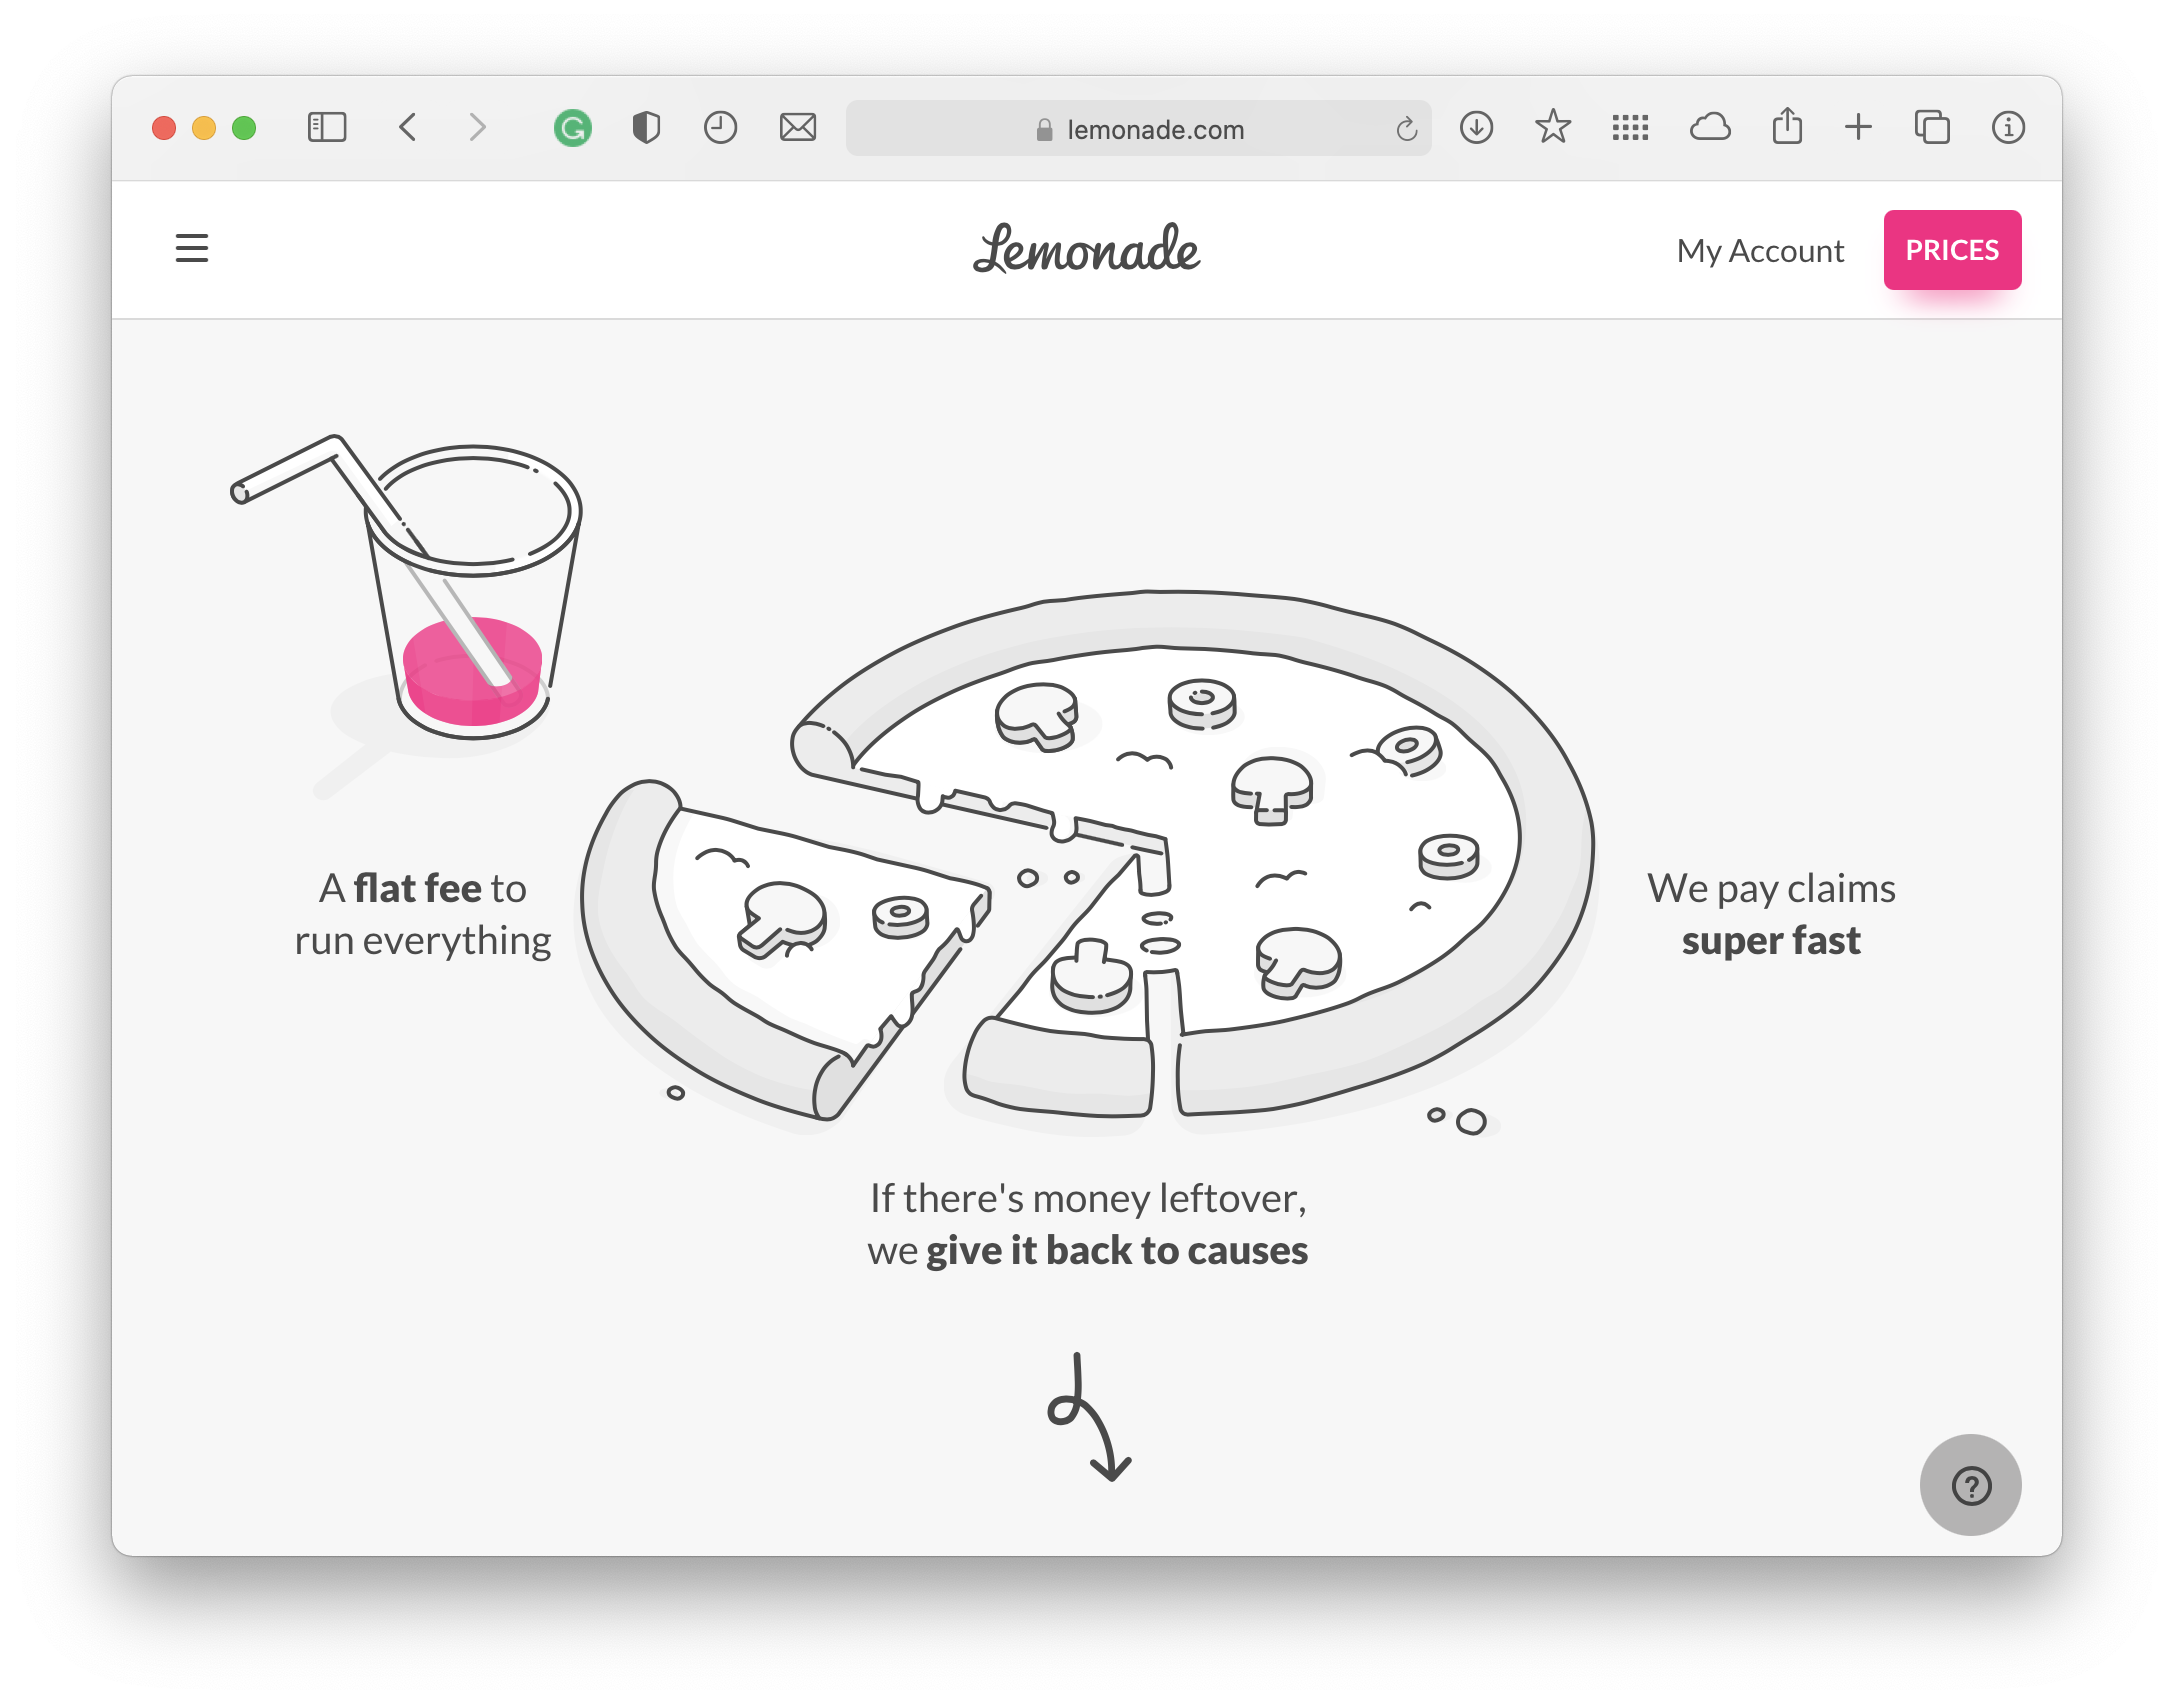 lemonade.com
Lemonade
My Account
PRICES
A flat fee to
run everything
We pay claims
super fast
If there's money leftover,
we give it back to causes
?